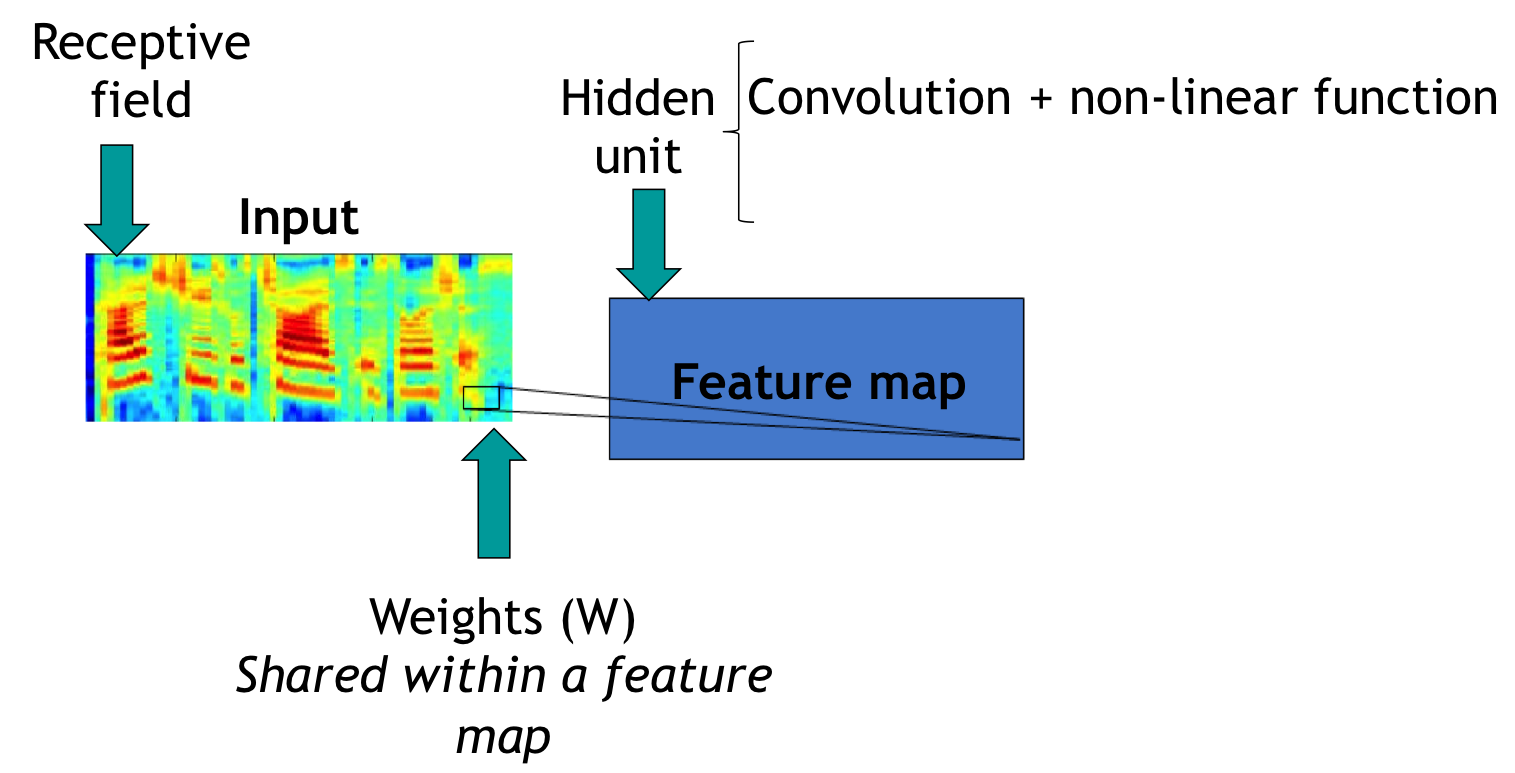 Receptive
field
Hidden
unit
Convolution + non-linear function
Input
Feature map
Weights (W)
Shared within a feature
map